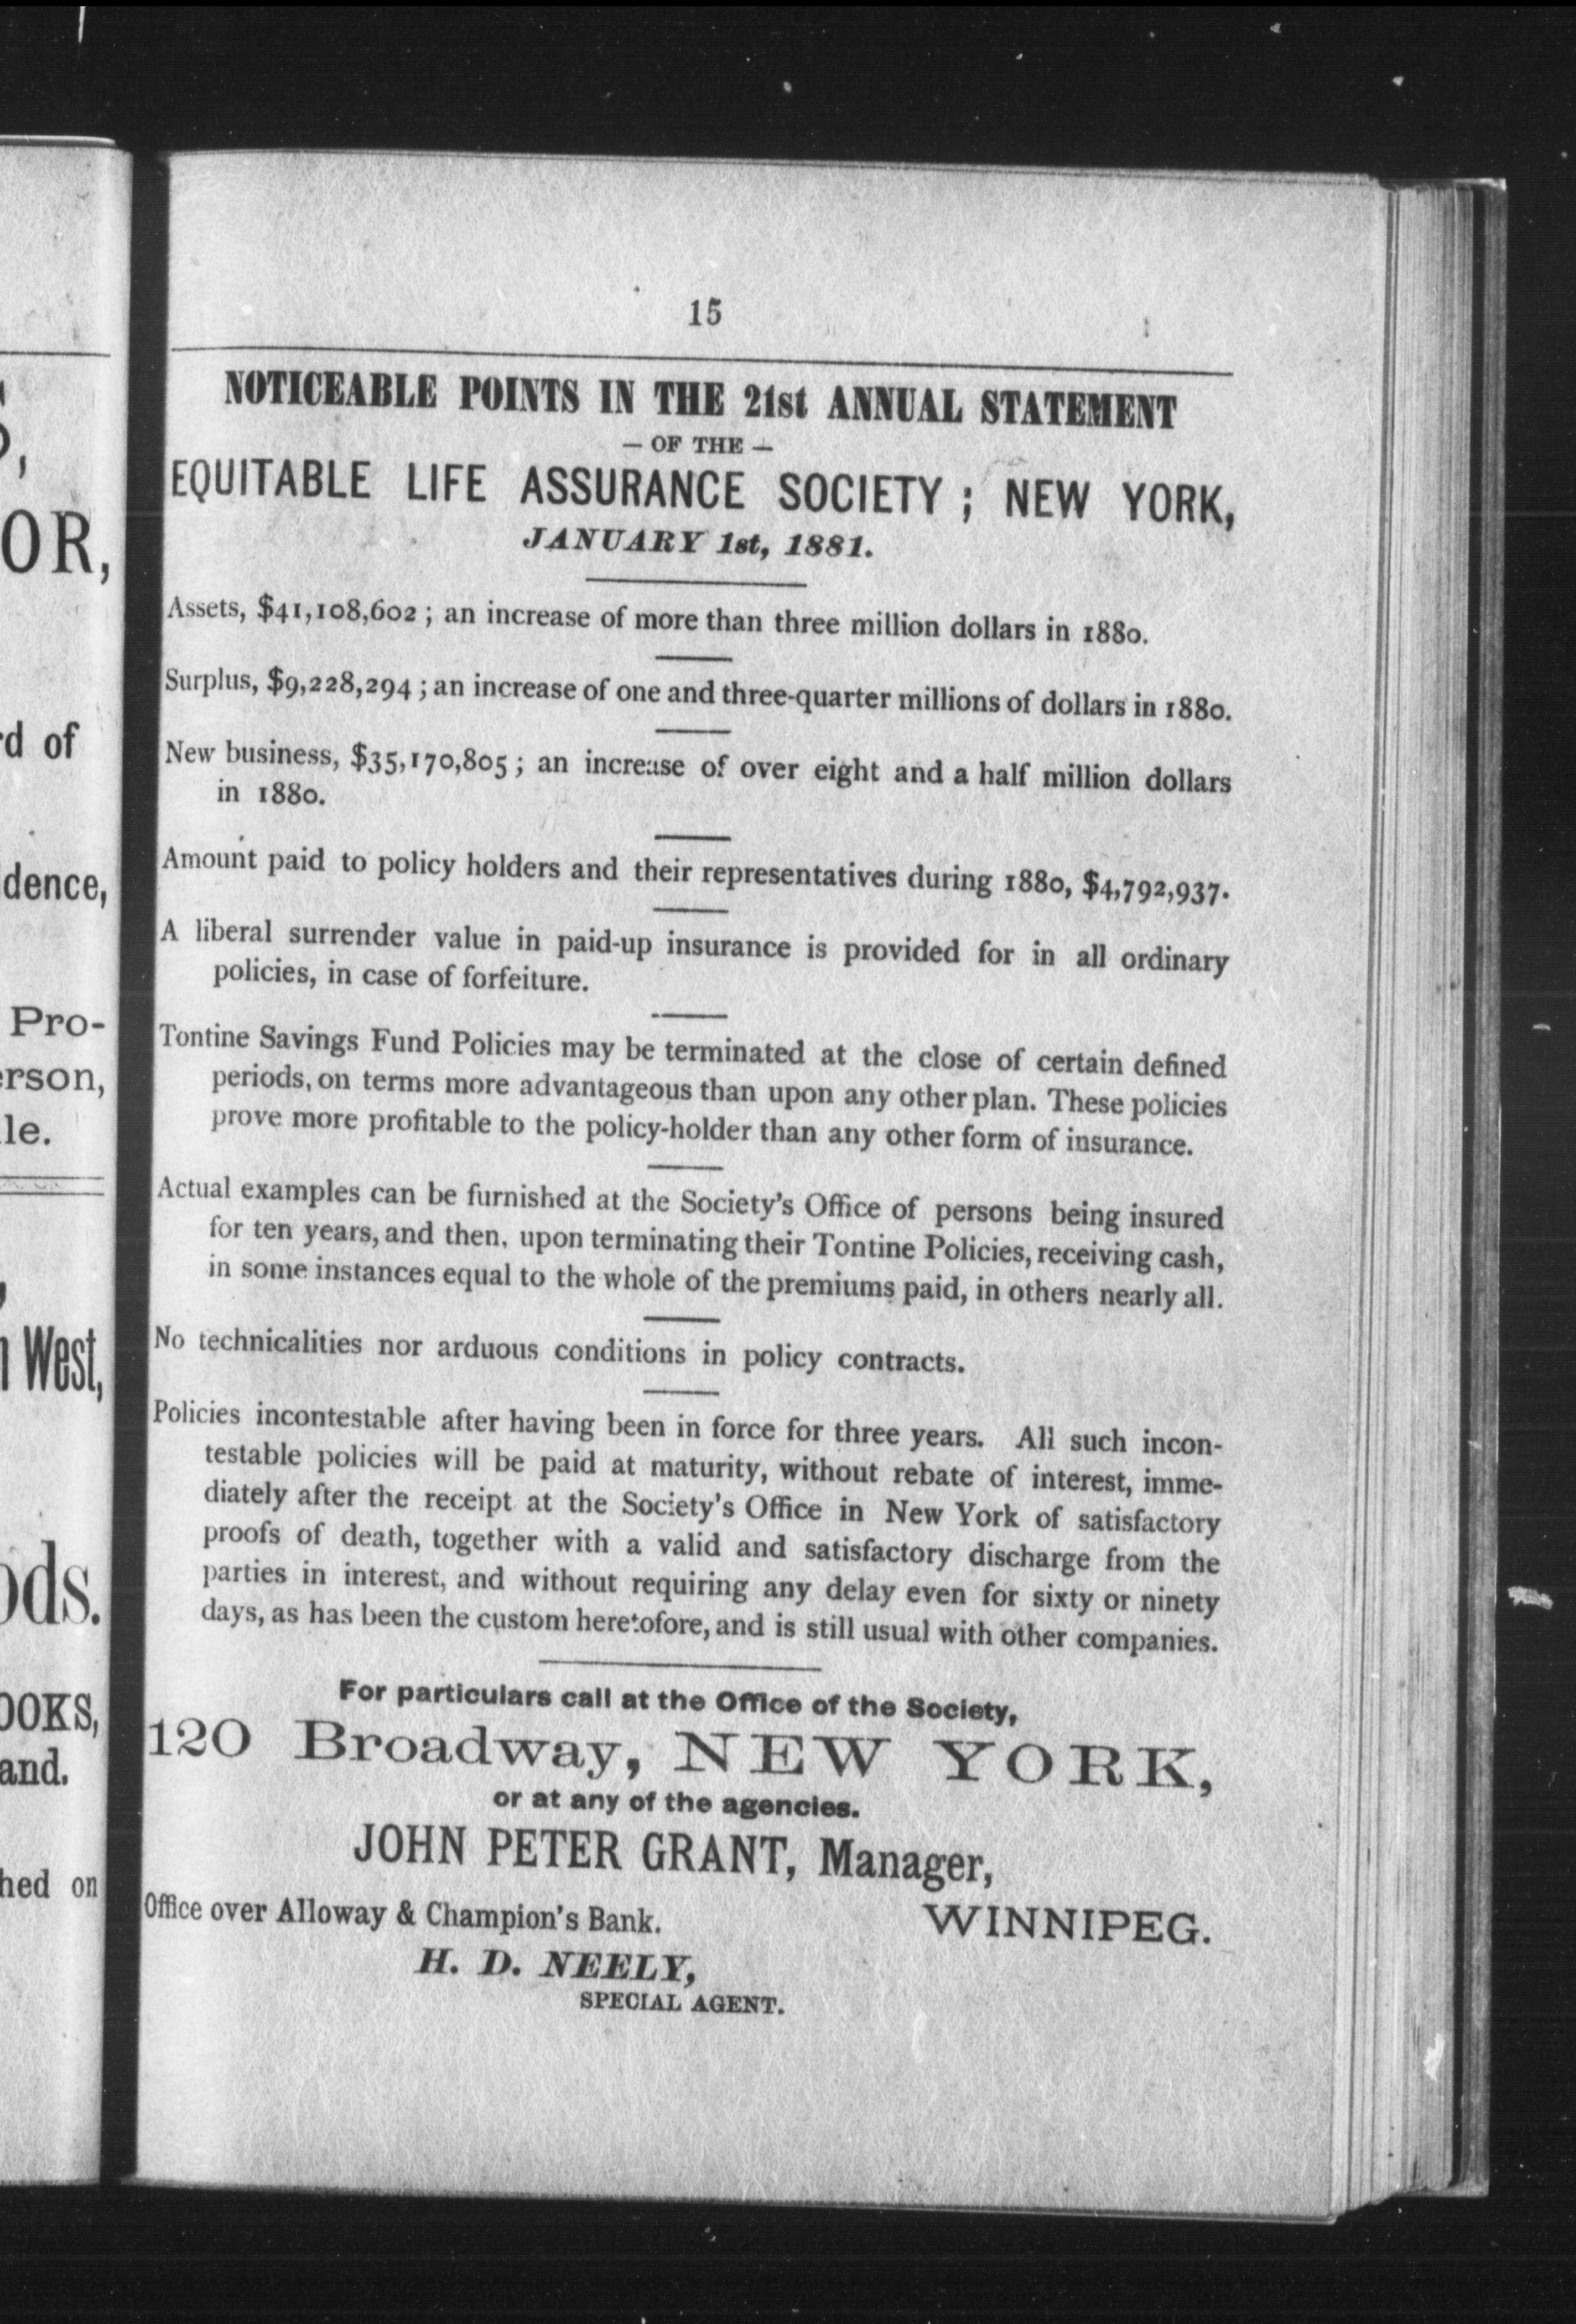 15
NOTICEABLE POINTS IN THE 21st ANNUAL STATEMENT
— OF THE —
EQUITABLE LIFE ASSURANCE SOCIETY ; NEW YORK,
JANUARY 1st, 1881.
Assets, $41,108,602 ; an increase of more than three million dollars in 1880.
Surplus, $9,228,294 ; an increase of one and three-quarter millions of dollars in 1880.
New business, $35,170,805 ; an increase of over eight and a half million dollars
in 1880.
Amount paid to policy holders and their representatives during 1880, $4,792,937.
A liberal surrender value in paid-up insurance is provided for in all ordinary
policies, in case of forfeiture.
Tontine Savings Fund Policies may be terminated at the close of certain defined
periods, on terms more advantageous than upon any other plan. These policies
prove more profitable to the policy-holder than any other form of insurance.
Actual examples can be furnished at the Society's Office of persons being insured
for ten years, and then, upon terminating their Tontine Policies, receiving cash,
in some instances equal to the whole of the premiums paid, in others nearly all.
No technicalities nor arduous conditions in policy contracts.
Policies incontestable after having been in force for three years. All such incon-
testable policies will be paid at maturity, without rebate of interest, imme-
diately after the receipt at the Society's Office in New York of satisfactory
proofs of death, together with a valid and satisfactory discharge from the
parties in interest, and without requiring any delay even for sixty or ninety
days, as has been the custom heretofore, and is still usual with other companies.
For particulars call at the Office of the Society,
120 Broadway, NEW YORK,
or at any of the agencies.
JOHN PETER GRANT, Manager,
Office over Alloway & Champion's Bank. WINNIPEG.
H. D. NEELY,
SPECIAL AGENT.
OR,
of
Pro-
West,
and.
on